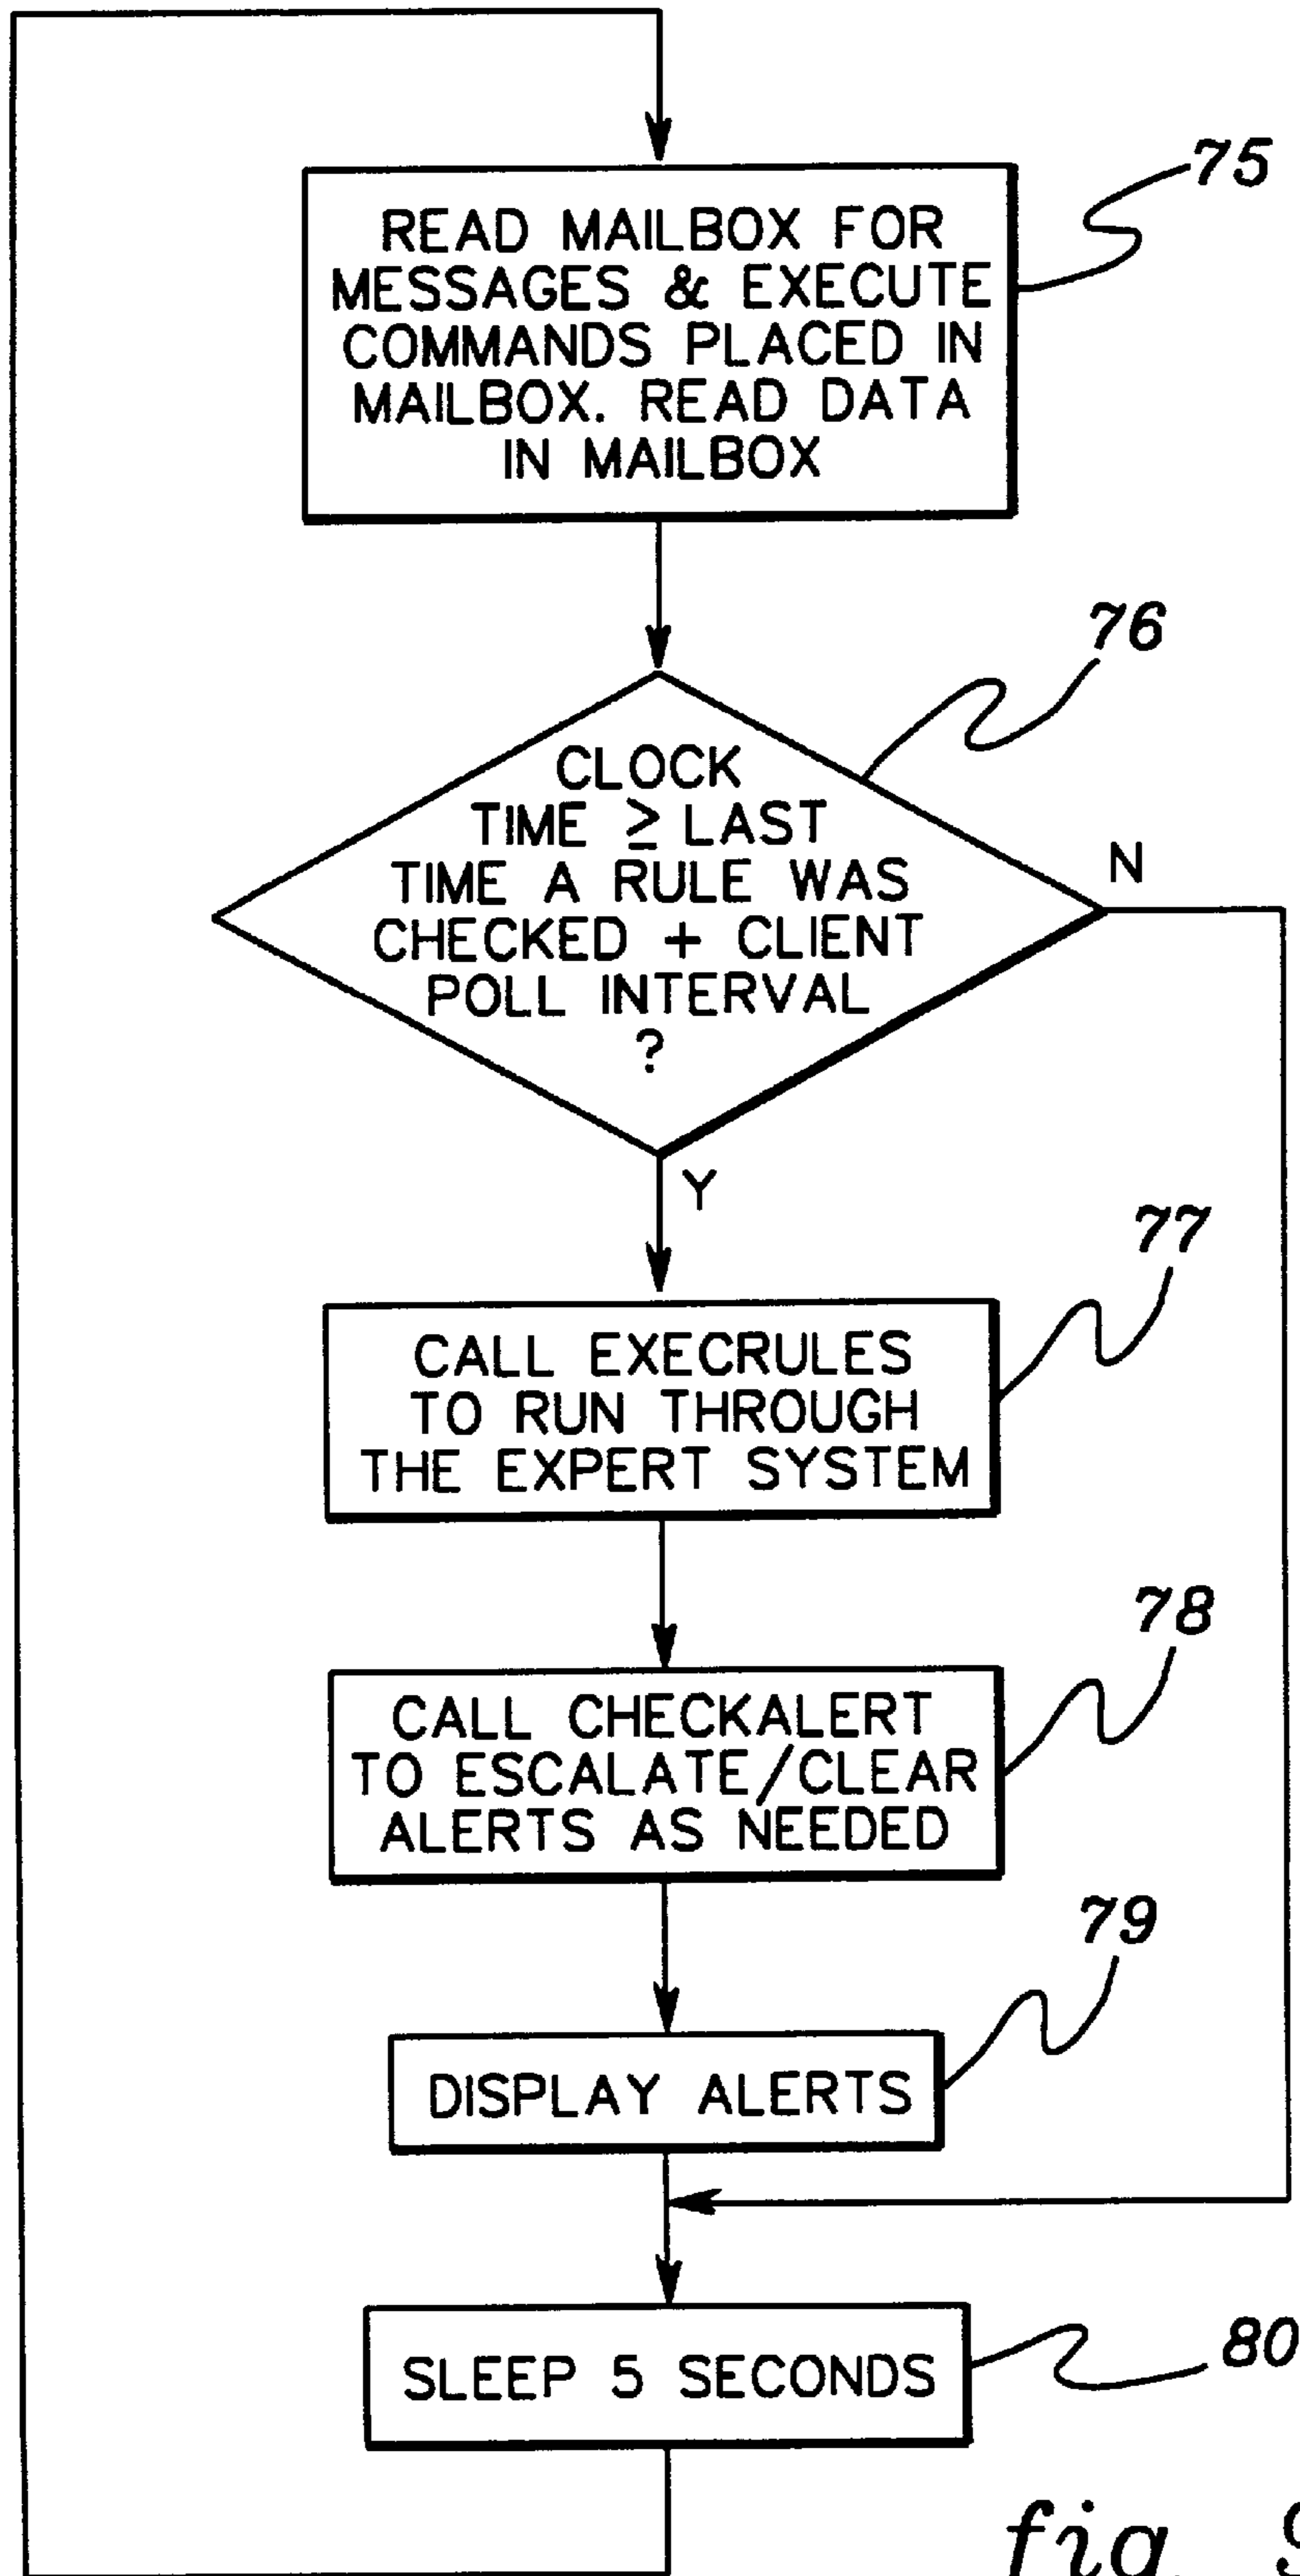 75
READ MAILBOX FOR
MESSAGES & EXECUTE
COMMANDS PLACED IN
MAILBOX. READ DATA
IN MAILBOX
76
CLOCK
TIME ≥ LAST
TIME A RULE WAS
CHECKED + CLIENT
POLL INTERVAL
?
N
Y
77
CALL EXECRULES
TO RUN THROUGH
THE EXPERT SYSTEM
78
CALL CHECKALERT
TO ESCALATE/CLEAR
ALERTS AS NEEDED
79
DISPLAY ALERTS
80
SLEEP 5 SECONDS
fig. 9